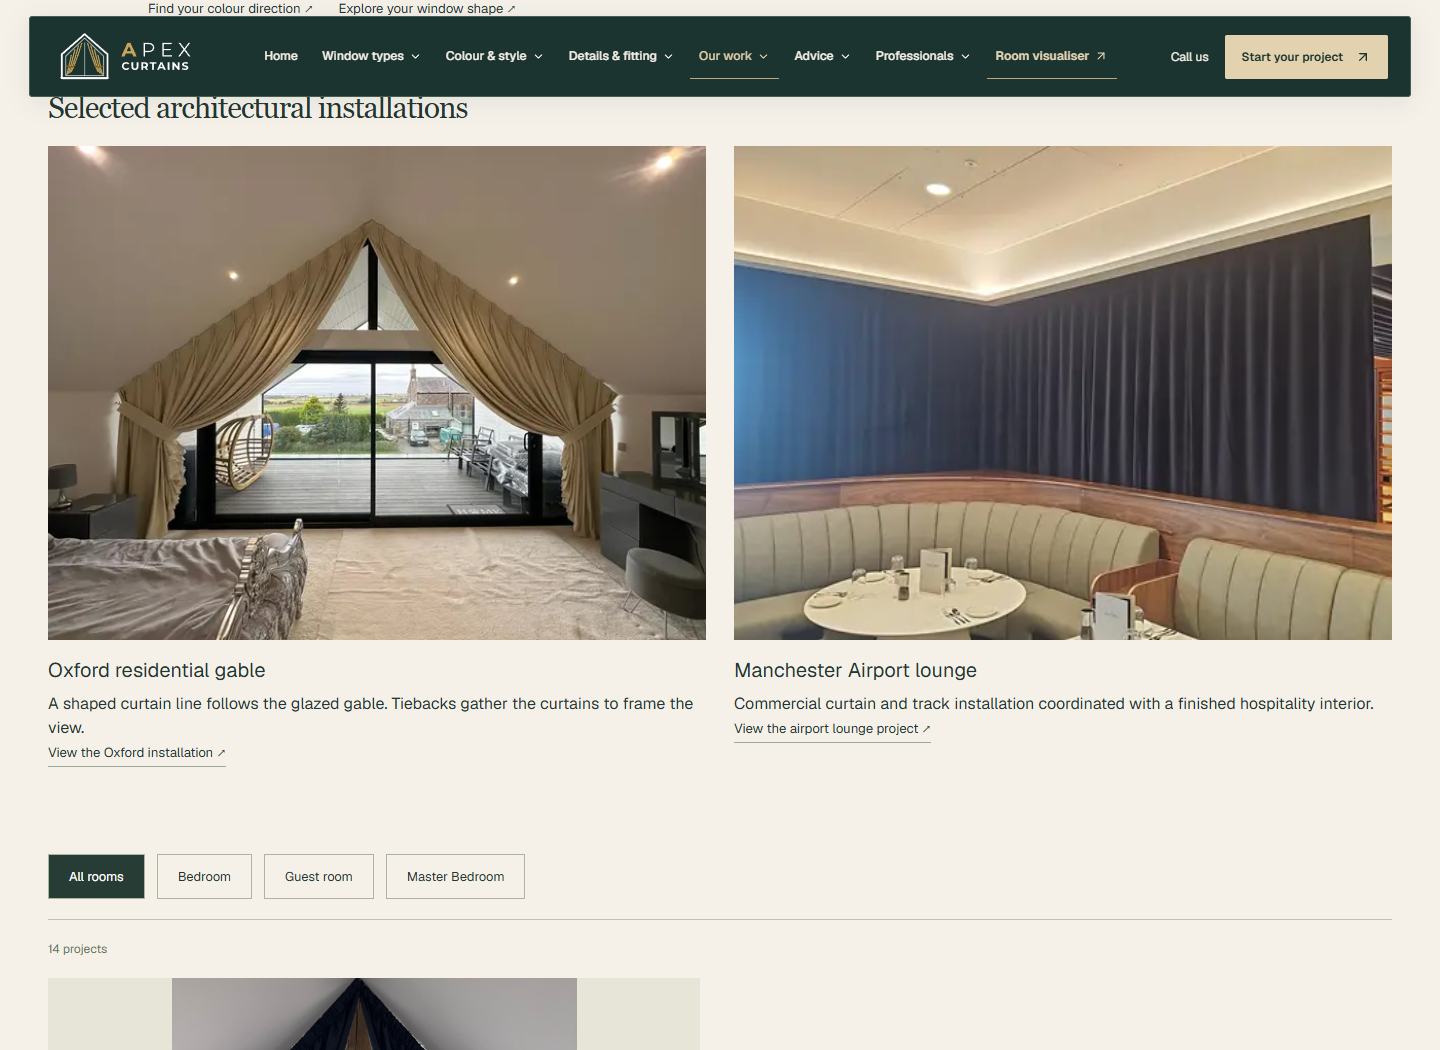 Find your colour direction ↗
Explore your window shape ↗
APEX
CURTAINS
Home
Window types
Colour & style
Details & fitting
Our work
Advice
Professionals
Room visualiser ↗
Call us
Start your project ↗
Selected architectural installations
Oxford residential gable
A shaped curtain line follows the glazed gable. Tiebacks gather the curtains to frame the
view.
View the Oxford installation ↗
Manchester Airport lounge
Commercial curtain and track installation coordinated with a finished hospitality interior.
View the airport lounge project ↗
All rooms
Bedroom
Guest room
Master Bedroom
14 projects